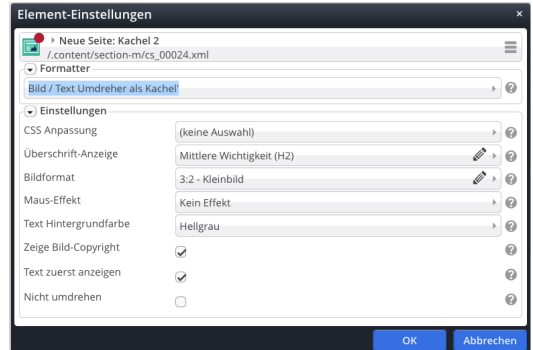 Element-Einstellungen
Neue Seite: Kachel 2
/.content/section-m/cs_00024.xml
Formatter
Bild / Text Umdreher als Kachel'
Einstellungen
CSS Anpassung (keine Auswahl)
Überschrift-Anzeige Mittlere Wichtigkeit (H2)
Bildformat 3:2 - Kleinbild
Maus-Effekt Kein Effekt
Text Hintergrundfarbe Hellgrau
Zeige Bild-Copyright
Text zuerst anzeigen
Nicht umdrehen
OK Abbrechen